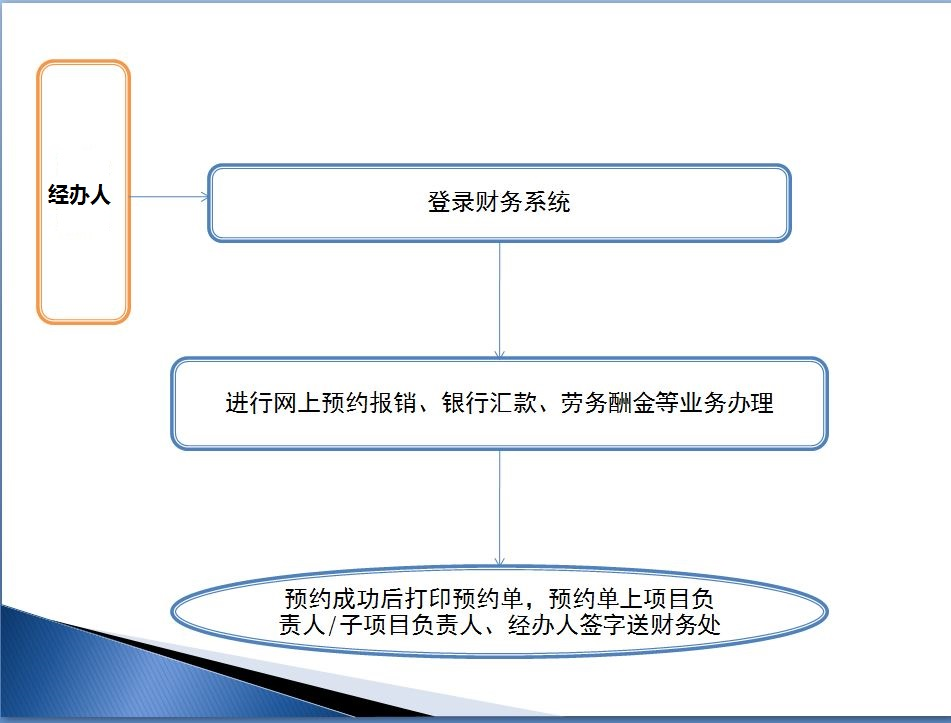 经办人
登录财务系统
进行网上预约报销、银行汇款、劳务酬金等业务办理
预约成功后打印预约单，预约单上项目负
责人/子项目负责人、经办人签字送财务处